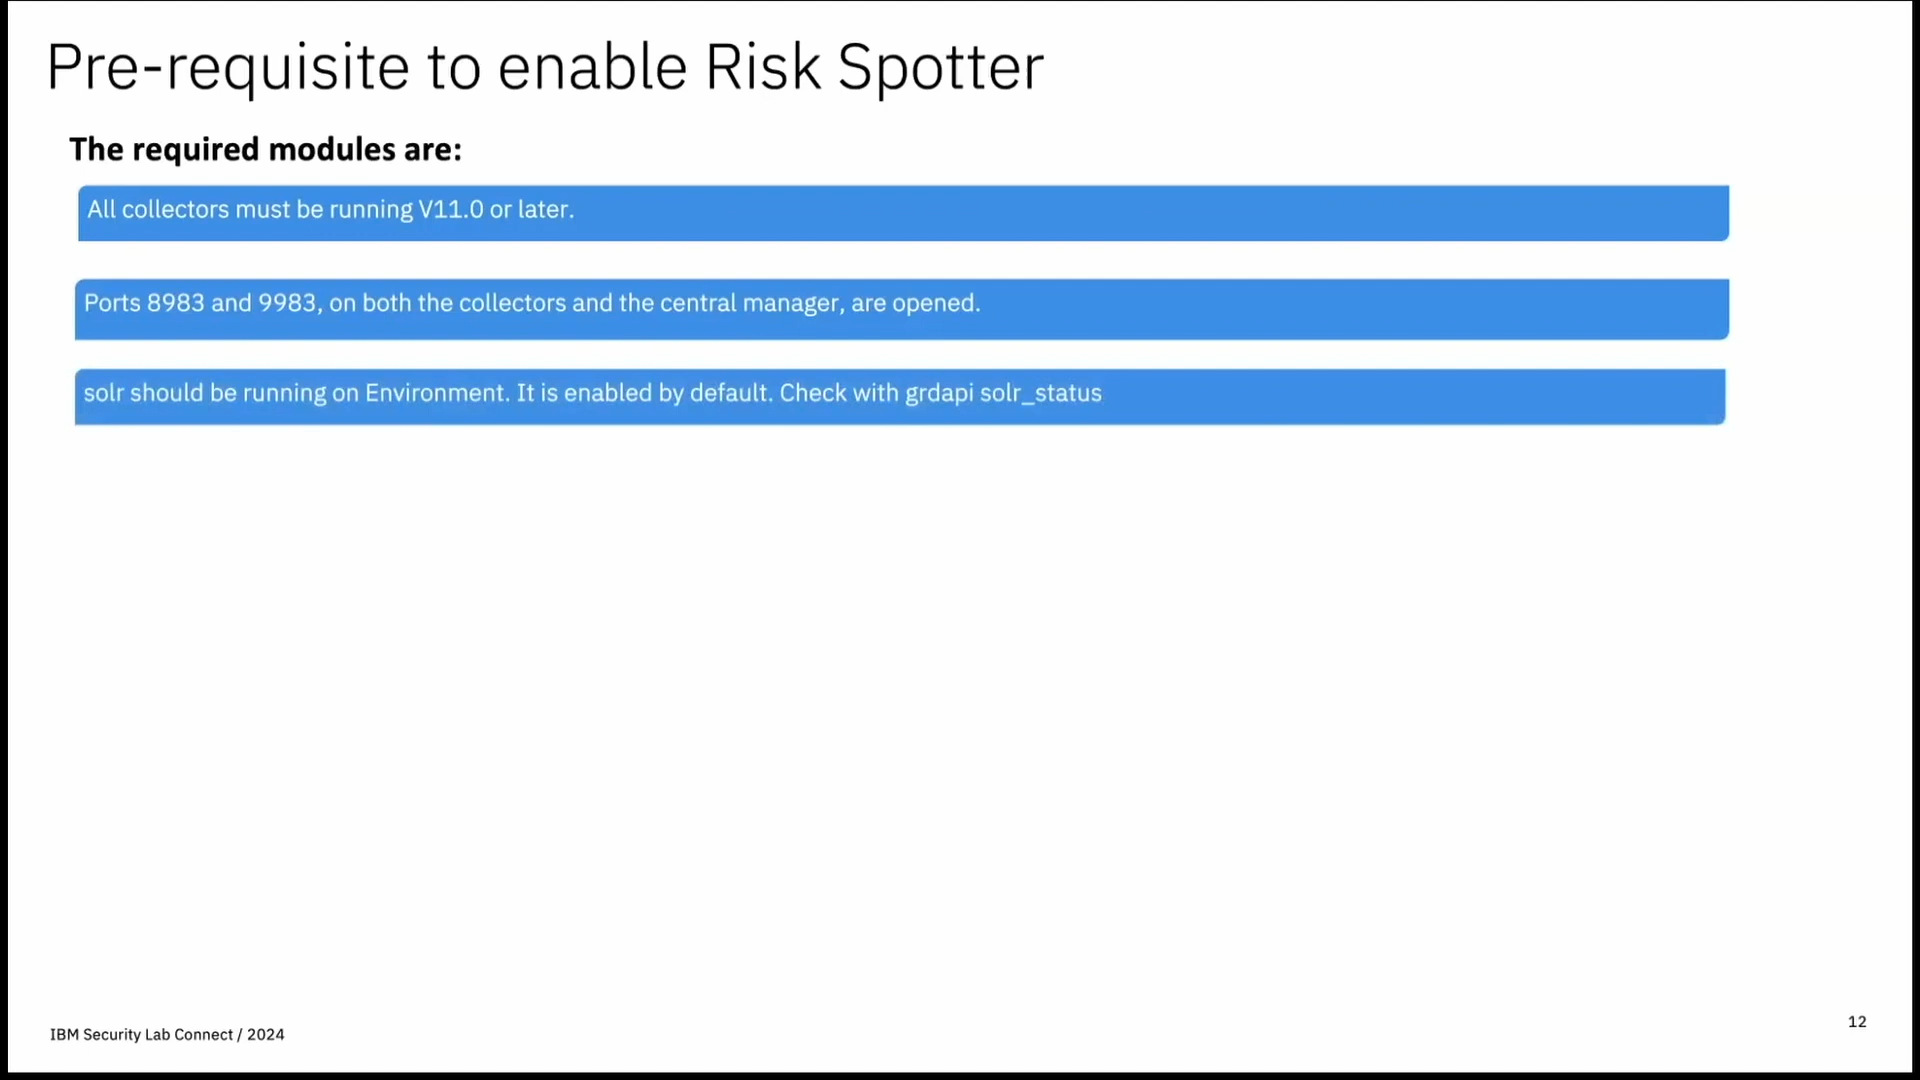 Pre-requisite to enable Risk Spotter
The required modules are:
All collectors must be running V11.0 or later.
Ports 8983 and 9983, on both the collectors and the central manager, are opened.
solr should be running on Environment. It is enabled by default. Check with grdapi solr_status
IBM Security Lab Connect / 2024
12